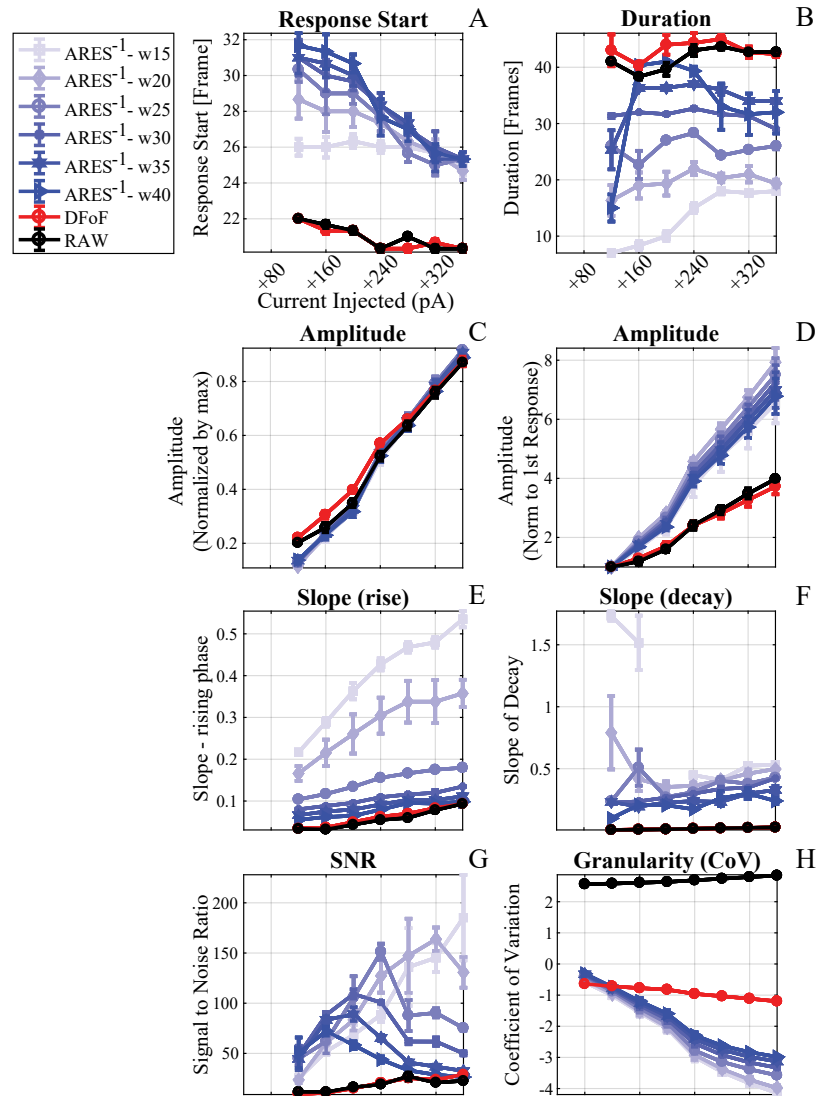 ARES⁻¹- w15
ARES⁻¹- w20
ARES⁻¹- w25
ARES⁻¹- w30
ARES⁻¹- w35
ARES⁻¹- w40
DFoF
RAW
Response Start
A
Response Start [Frame]
32
30
28
26
24
22
+80
+160
+240
+320
Current Injected (pA)
Duration
B
Duration [Frames]
40
30
20
10
+80
+160
+240
+320
Amplitude
C
Amplitude
(Normalized by max)
0.8
0.6
0.4
0.2
Amplitude
D
Amplitude
(Norm to 1st Response)
8
6
4
2
Slope (rise)
E
Slope - rising phase
0.5
0.4
0.3
0.2
0.1
Slope (decay)
F
Slope of Decay
1.5
1
0.5
SNR
G
Signal to Noise Ratio
200
150
100
50
Granularity (CoV)
H
Coefficient of Variation
2
1
0
-1
-2
-3
-4